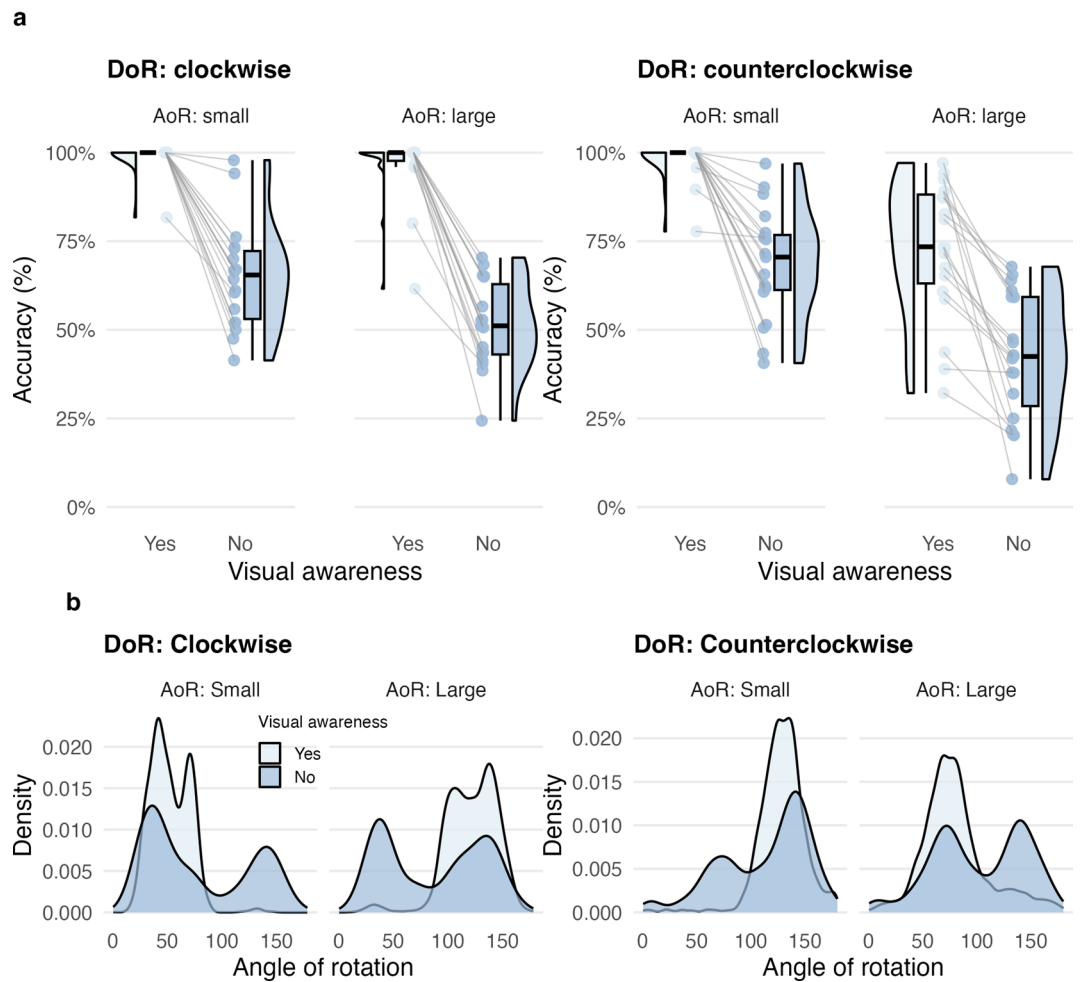 a
DoR: clockwise
DoR: counterclockwise
AoR: small
AoR: large
AoR: small
AoR: large
Accuracy (%)
100%
75%
50%
25%
0%
Accuracy (%)
100%
75%
50%
25%
0%
Yes No Yes No
Yes No Yes No
Visual awareness
Visual awareness
b
DoR: Clockwise
DoR: Counterclockwise
AoR: Small
AoR: Large
AoR: Small
AoR: Large
Visual awareness
Yes
No
Density
0.020
0.015
0.010
0.005
0.000
Density
0.020
0.015
0.010
0.005
0.000
0 50 100 150 0 50 100 150
0 50 100 150 0 50 100 150
Angle of rotation
Angle of rotation